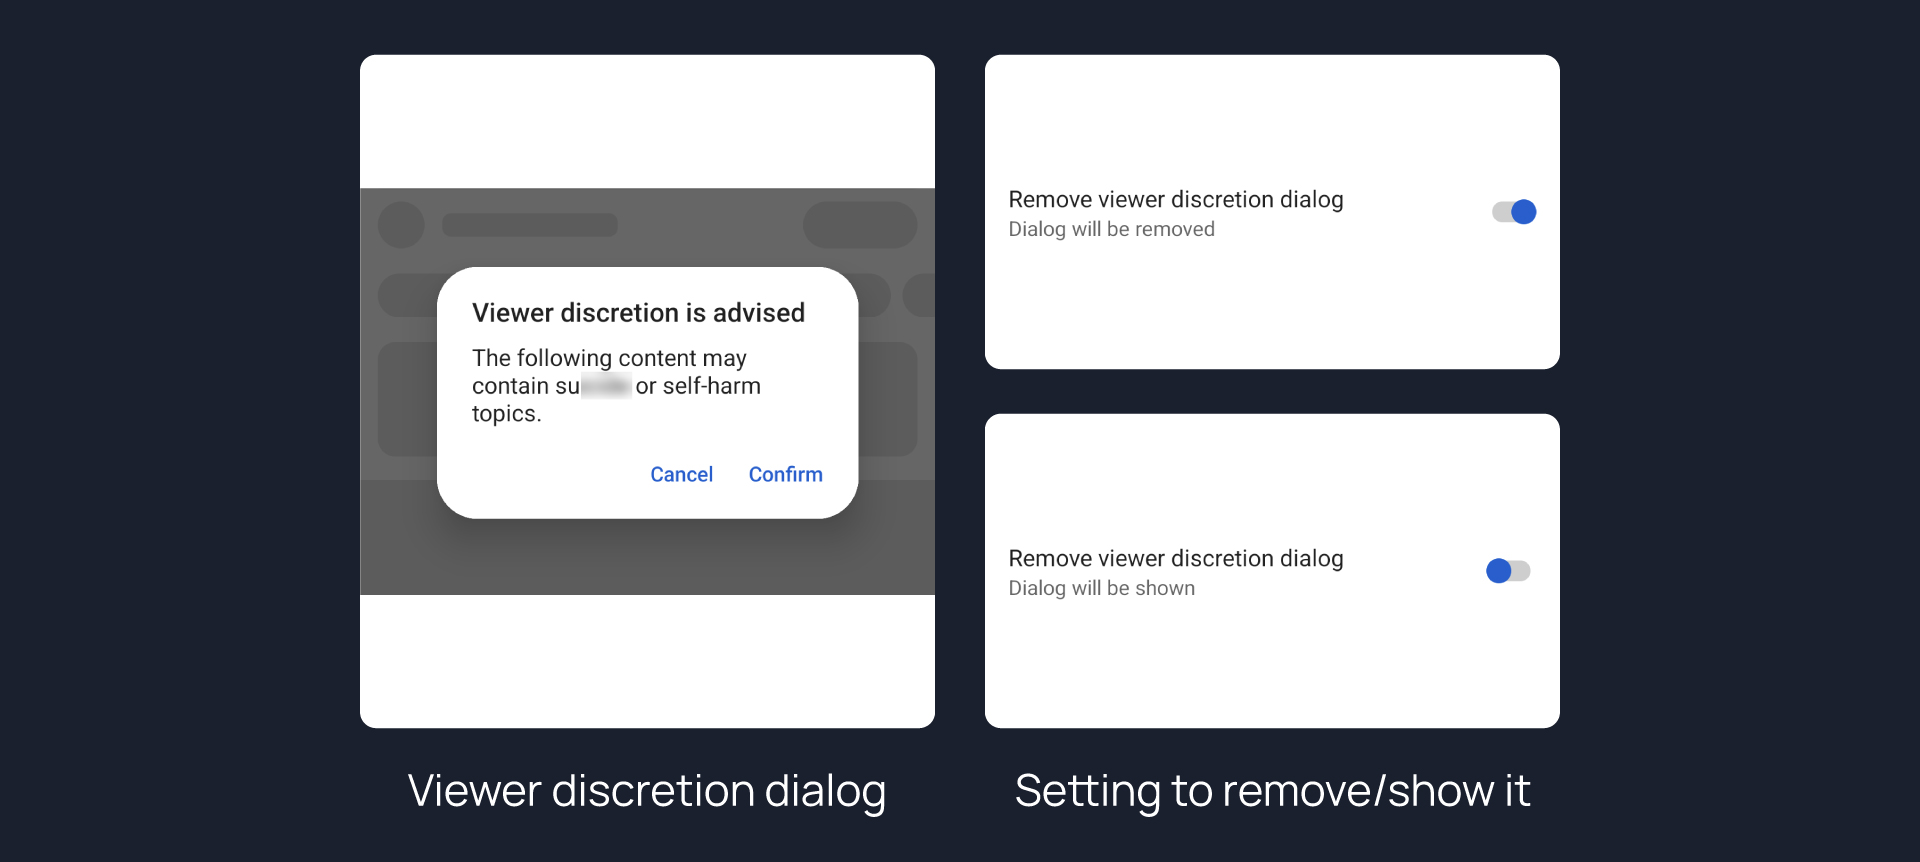 Viewer discretion is advised
The following content may
contain su or self-harm
topics.
Cancel Confirm
Viewer discretion dialog
Remove viewer discretion dialog
Dialog will be removed
Remove viewer discretion dialog
Dialog will be shown
Setting to remove/show it